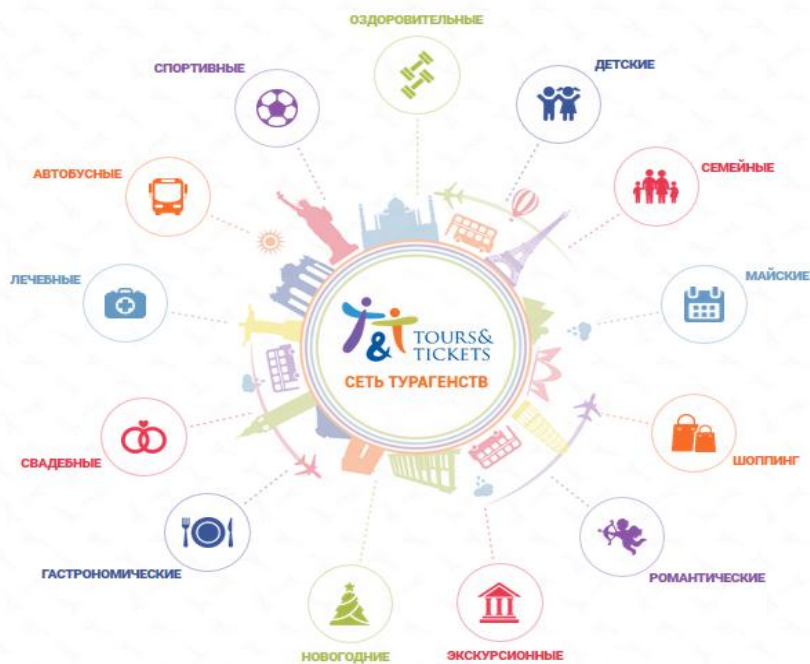 ОЗДОРОВИТЕЛЬНЫЕ
СПОРТИВНЫЕ
ДЕТСКИЕ
АВТОБУСНЫЕ
СЕМЕЙНЫЕ
ЛЕЧЕБНЫЕ
МАЙСКИЕ
T&T TOURS&
TICKETS
СЕТЬ ТУРАГЕНСТВ
СВАДЕБНЫЕ
ШОППИНГ
ГАСТРОНОМИЧЕСКИЕ
РОМАНТИЧЕСКИЕ
НОВОГОДНИЕ
ЭКСКУРСИОННЫЕ